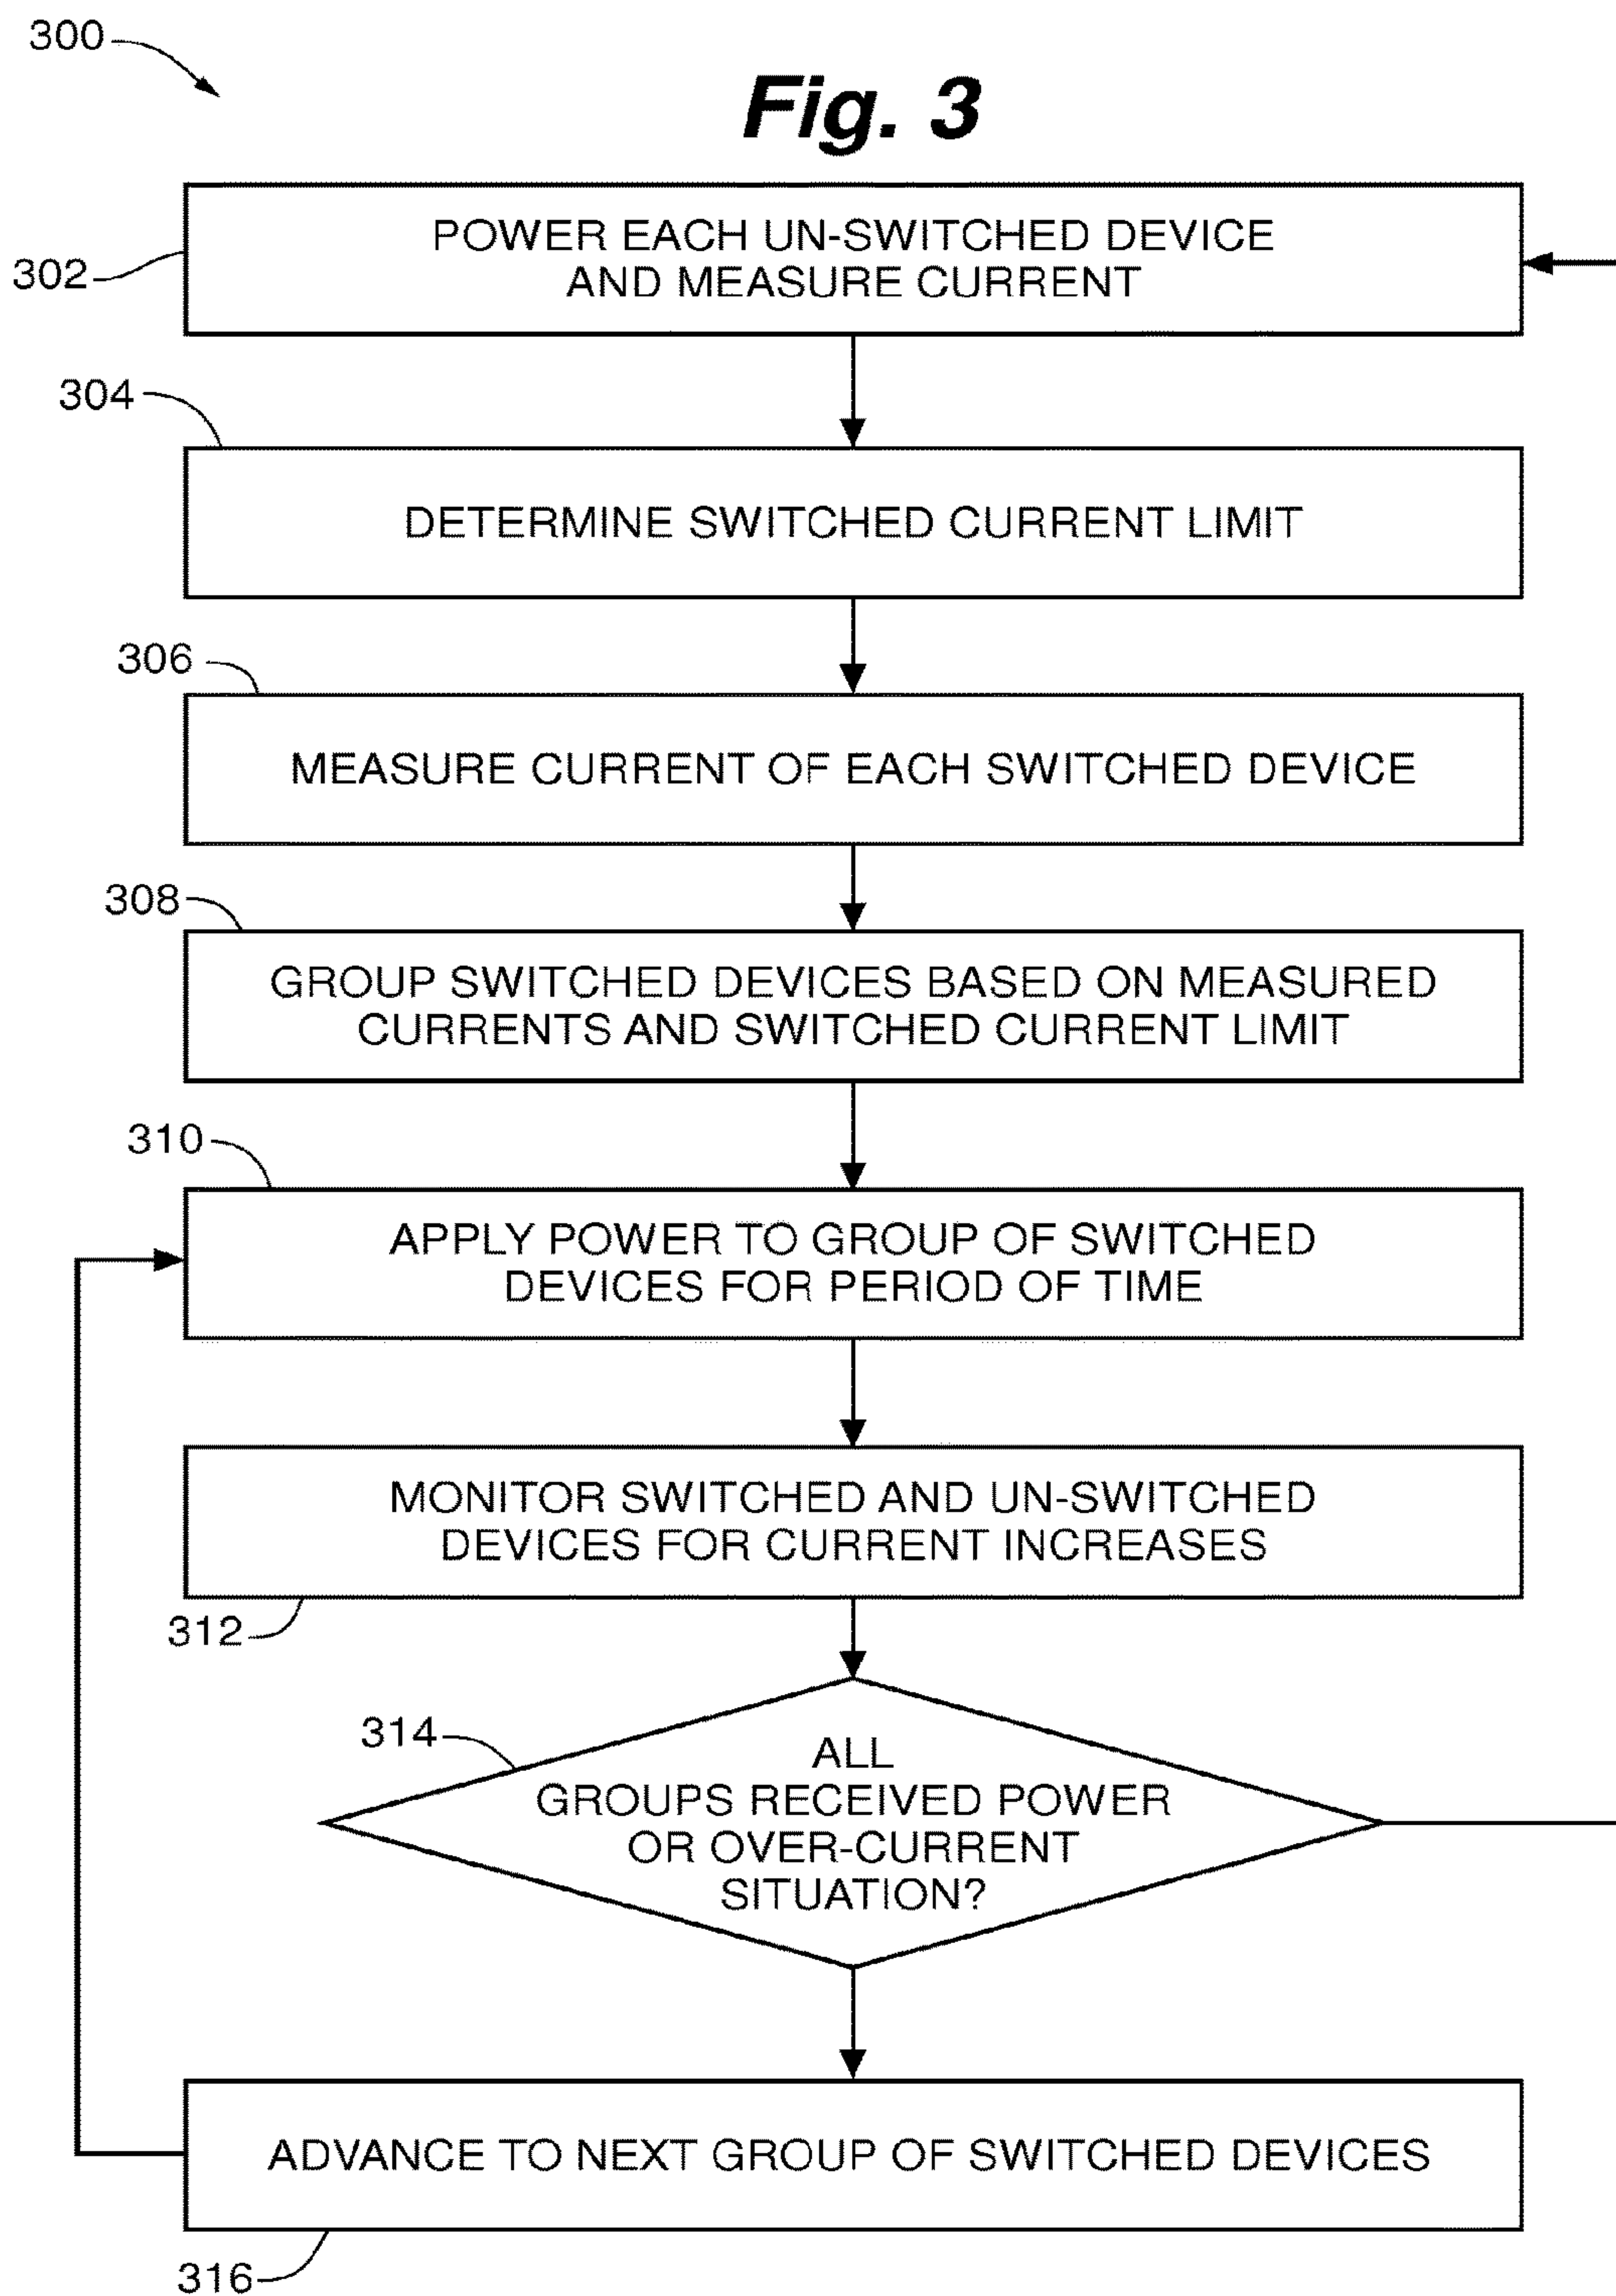 300
Fig. 3
POWER EACH UN-SWITCHED DEVICE
AND MEASURE CURRENT
302
304
DETERMINE SWITCHED CURRENT LIMIT
306
MEASURE CURRENT OF EACH SWITCHED DEVICE
308
GROUP SWITCHED DEVICES BASED ON MEASURED
CURRENTS AND SWITCHED CURRENT LIMIT
310
APPLY POWER TO GROUP OF SWITCHED
DEVICES FOR PERIOD OF TIME
MONITOR SWITCHED AND UN-SWITCHED
DEVICES FOR CURRENT INCREASES
312
314
ALL
GROUPS RECEIVED POWER
OR OVER-CURRENT
SITUATION?
ADVANCE TO NEXT GROUP OF SWITCHED DEVICES
316